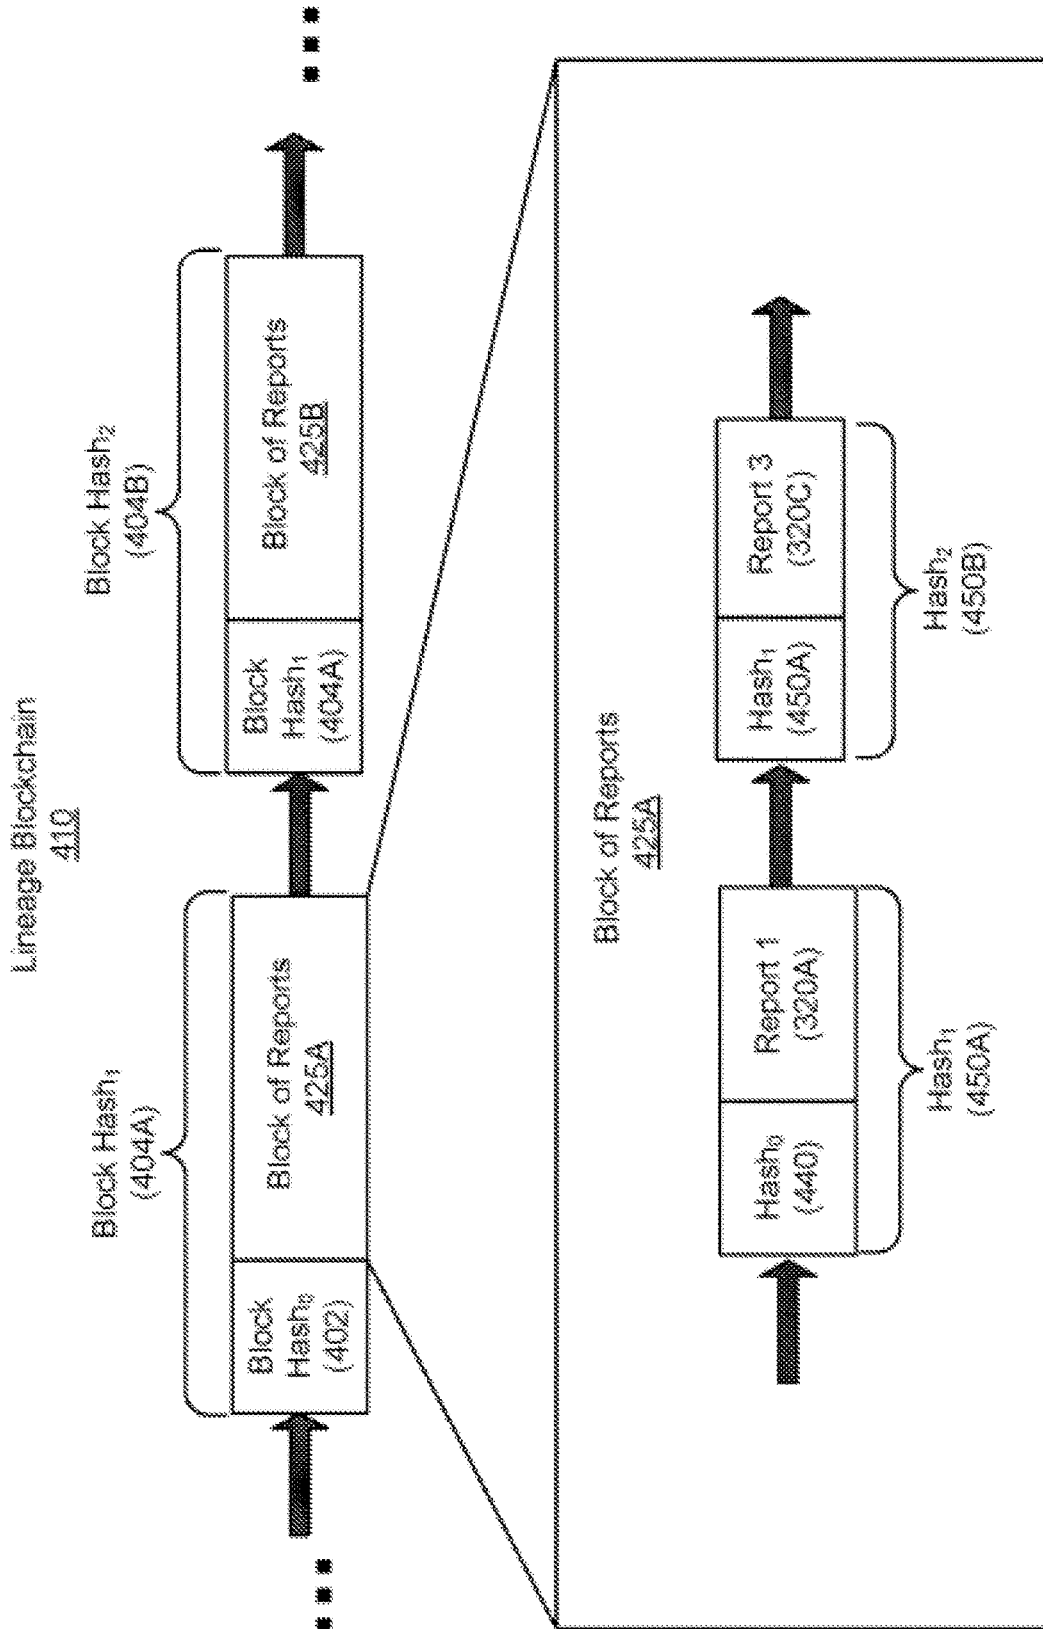 Lineage Blockchain
410
Block Hash₁
(404A)
Block Hash₂
(404B)
Block
Hash₀
(402)
Block of Reports
425A
Block
Hash₁
(404A)
Block of Reports
425B
Block of Reports
425A
Hash₀
(440)
Report 1
(320A)
Hash₁
(450A)
Report 3
(320C)
Hash₁
(450A)
Hash₂
(450B)